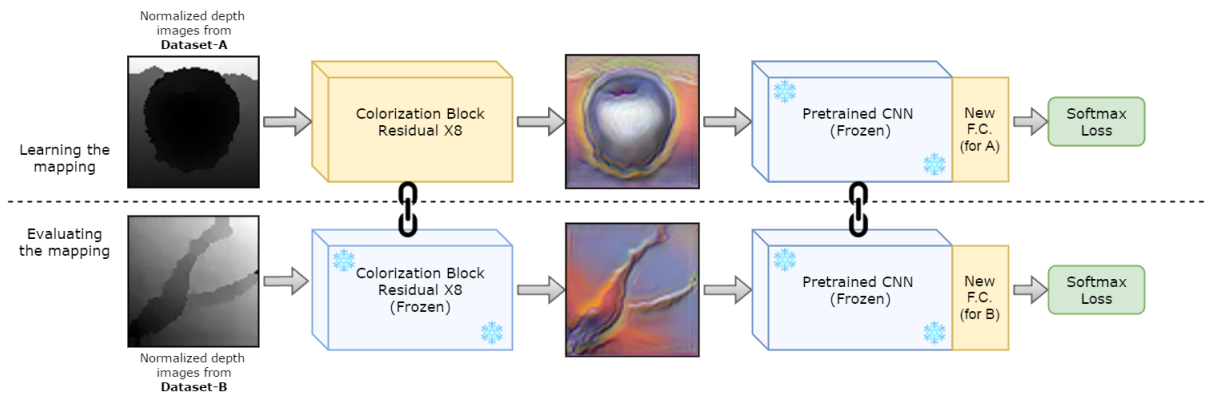 Normalized depth
images from
Dataset-A
Learning the
mapping
Colorization Block
Residual X8
Pretrained CNN
(Frozen)
New
F.C.
(for A)
Softmax
Loss
Evaluating
the mapping
Colorization Block
Residual X8
(Frozen)
Pretrained CNN
(Frozen)
New
F.C.
(for B)
Softmax
Loss
Normalized depth
images from
Dataset-B